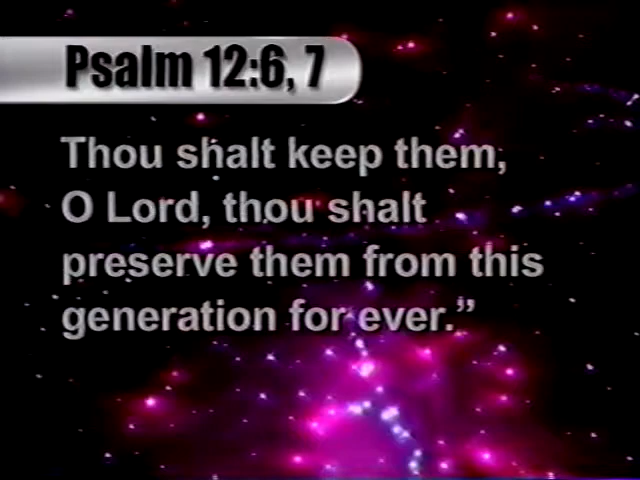 Psalm 12:6, 7
Thou shalt keep them,
O Lord, thou shalt
preserve them from this
generation for ever.”